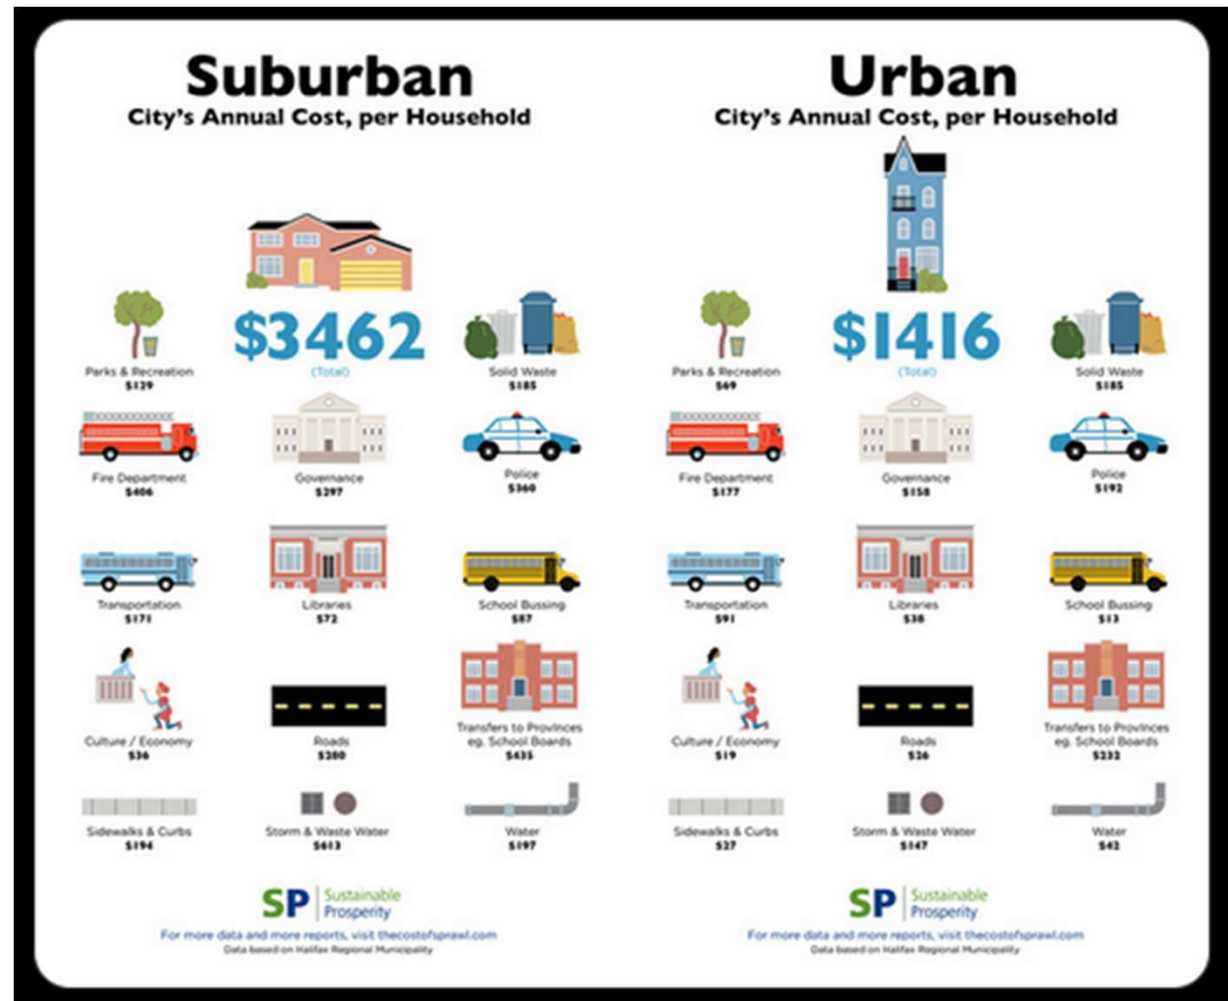 Suburban
City's Annual Cost, per Household
$3462
(Total)
Parks & Recreation
$129
Solid Waste
$185
Fire Department
$406
Governance
$297
Police
$360
Transportation
$171
Libraries
$72
School Bussing
$87
Culture / Economy
$36
Roads
$280
Transfers to Provinces
eg. School Boards
$435
Sidewalks & Curbs
$194
Storm & Waste Water
$613
Water
$197
SP Sustainable
Prosperity
For more data and more reports, visit thecostofsprawl.com
Data based on Halifax Regional Municipality
Urban
City's Annual Cost, per Household
$1416
(Total)
Parks & Recreation
$69
Solid Waste
$185
Fire Department
$177
Governance
$158
Police
$192
Transportation
$91
Libraries
$38
School Bussing
$13
Culture / Economy
$19
Roads
$26
Transfers to Provinces
eg. School Boards
$232
Sidewalks & Curbs
$27
Storm & Waste Water
$147
Water
$42
SP Sustainable
Prosperity
For more data and more reports, visit thecostofsprawl.com
Data based on Halifax Regional Municipality